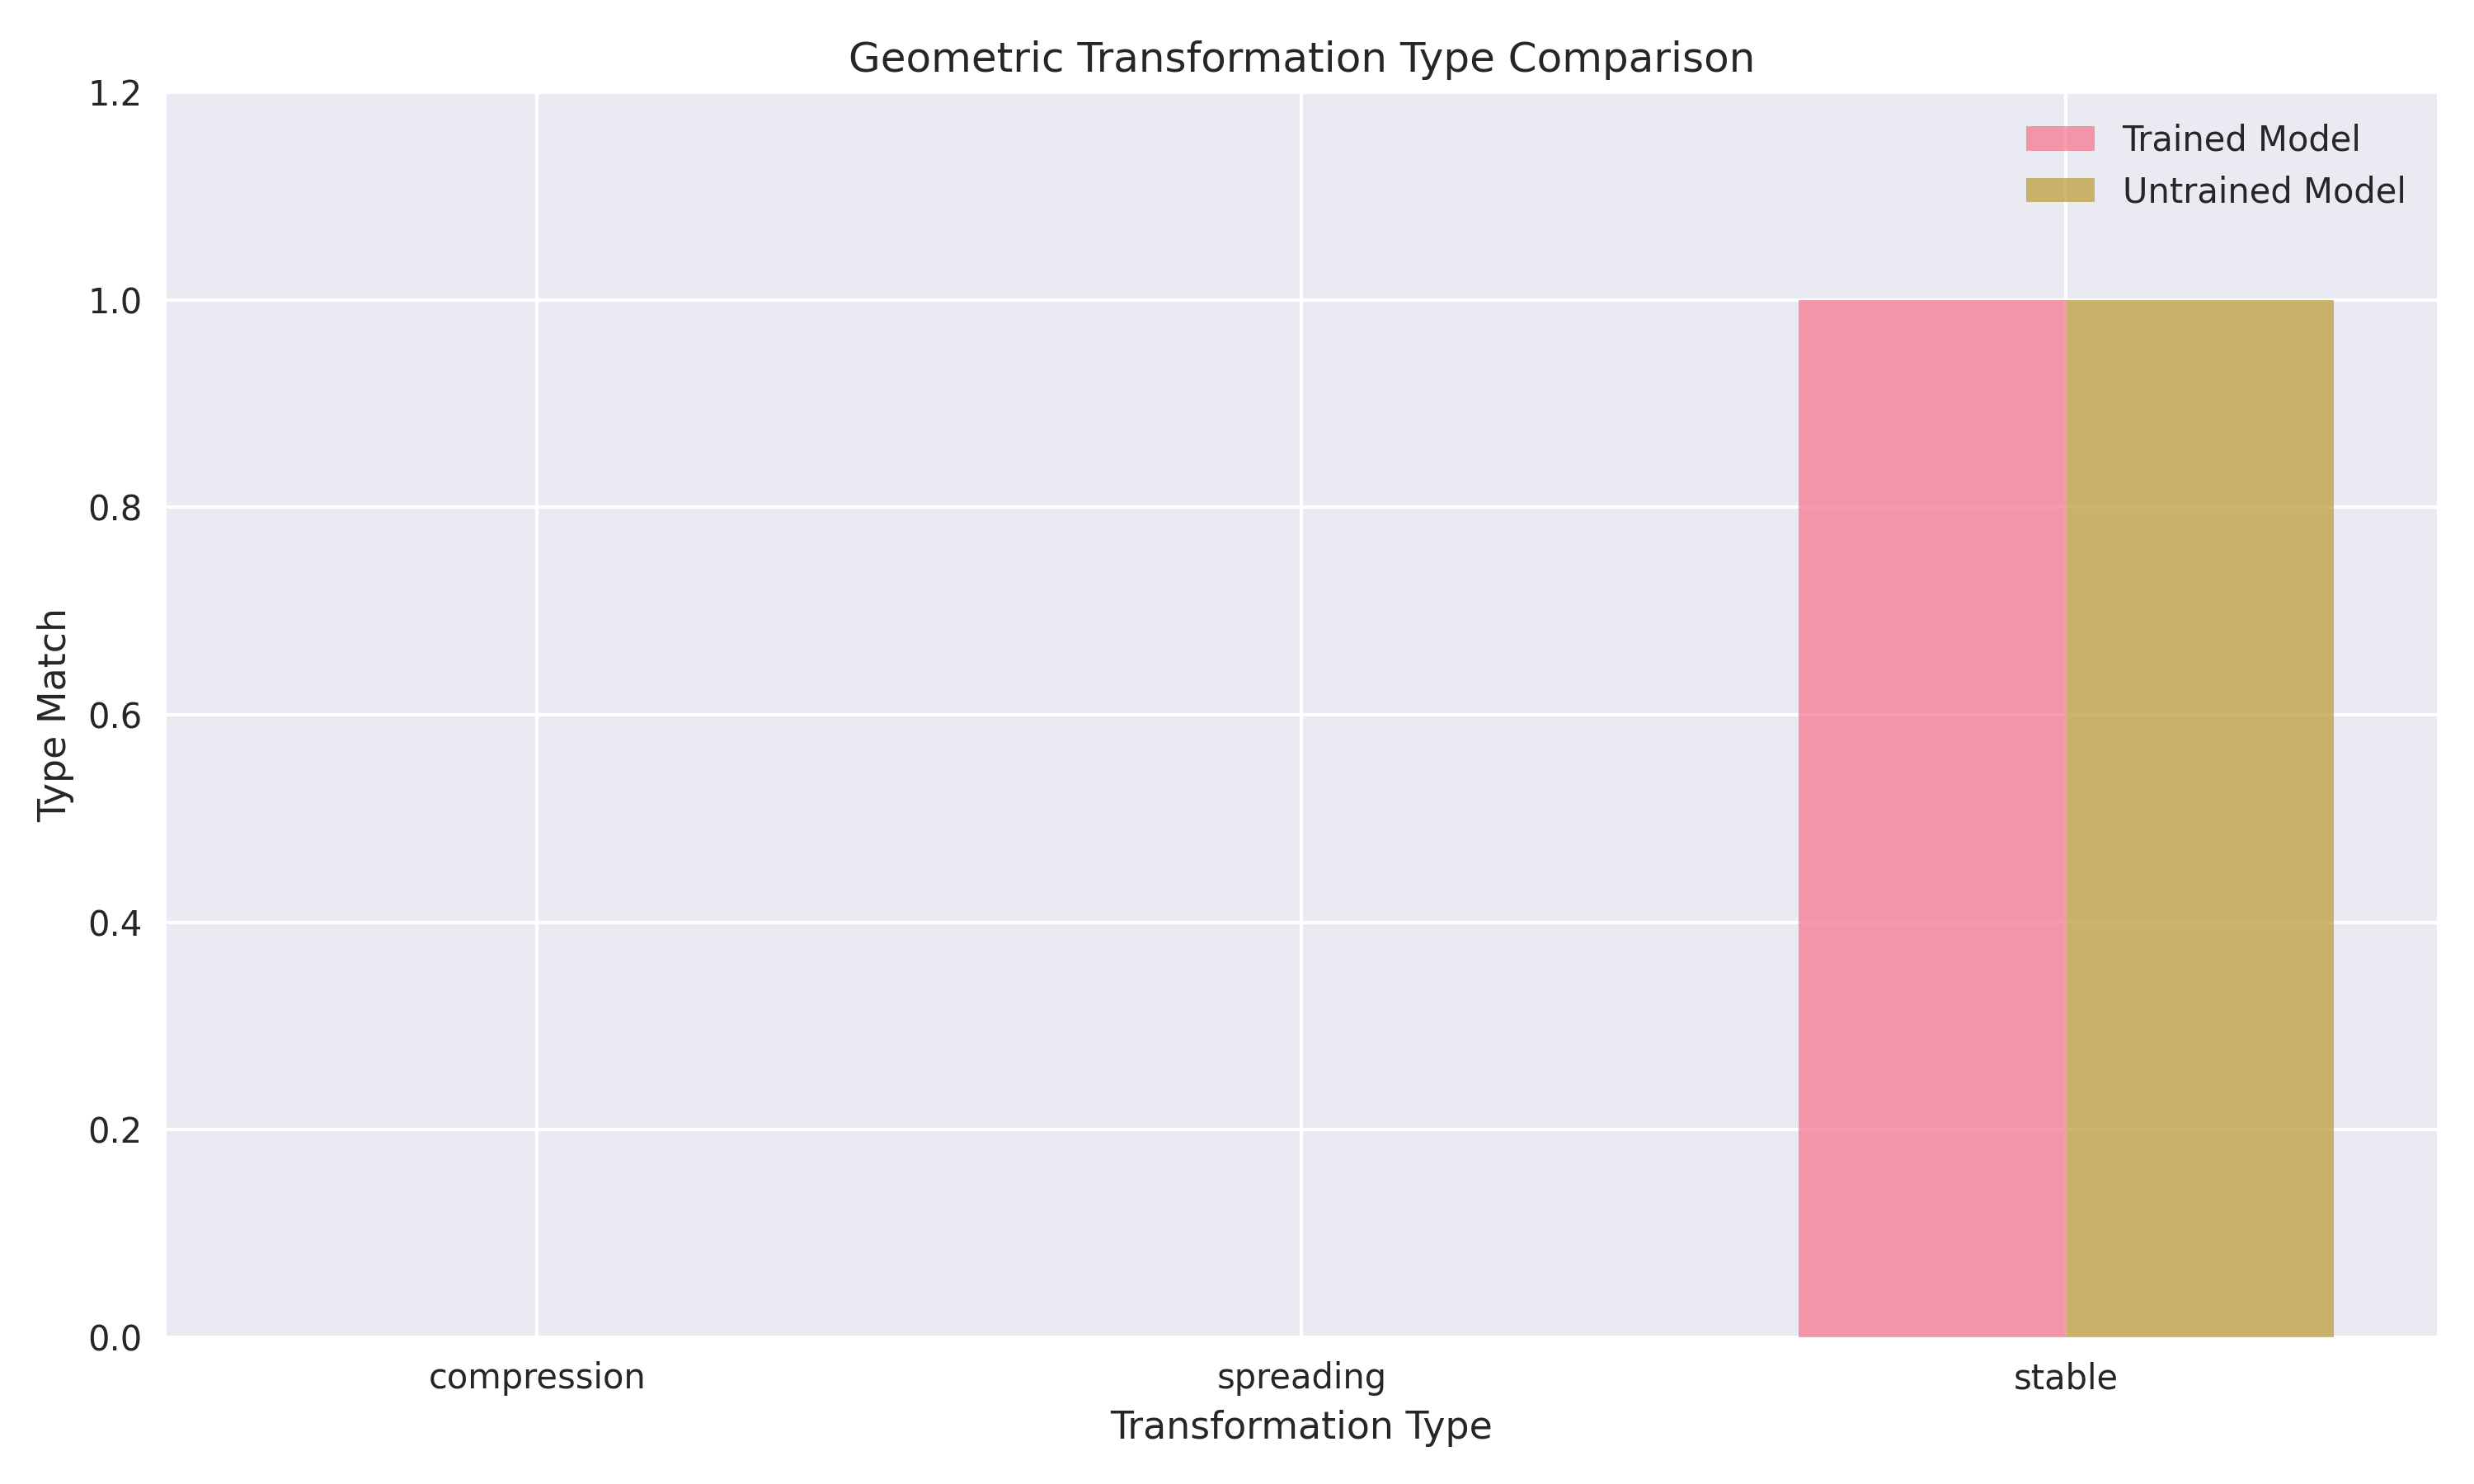 Geometric Transformation Type Comparison
1.2
1.0
0.8
0.6
0.4
0.2
0.0
Type Match
Trained Model
Untrained Model
compression
spreading
stable
Transformation Type